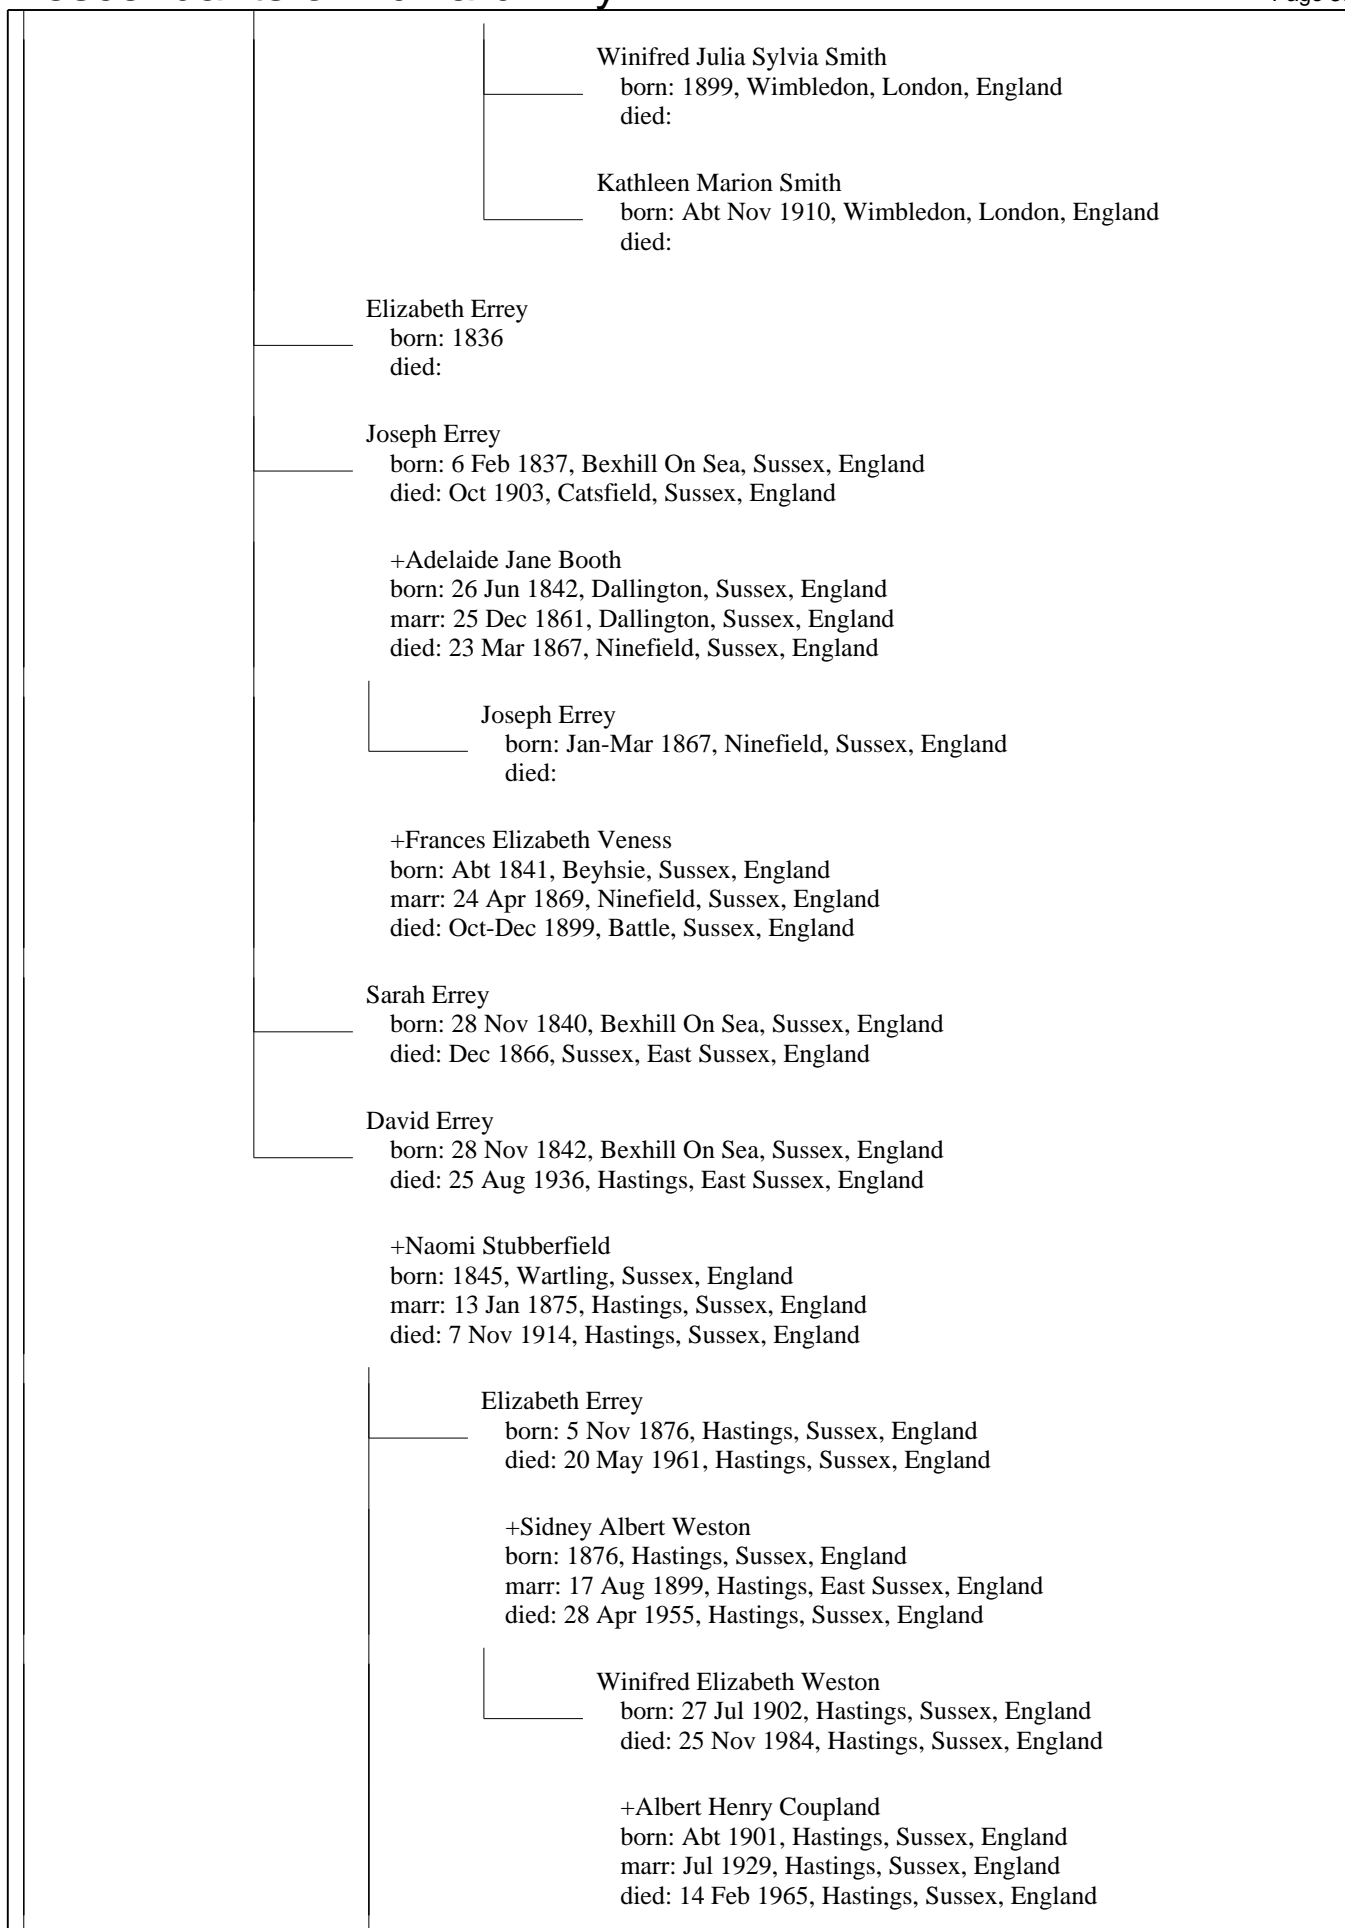 Winifred Julia Sylvia Smith
born: 1899, Wimbledon, London, England
died:
Kathleen Marion Smith
born: Abt Nov 1910, Wimbledon, London, England
died:
Elizabeth Errey
born: 1836
died:
Joseph Errey
born: 6 Feb 1837, Bexhill On Sea, Sussex, England
died: Oct 1903, Catsfield, Sussex, England
+Adelaide Jane Booth
born: 26 Jun 1842, Dallington, Sussex, England
marr: 25 Dec 1861, Dallington, Sussex, England
died: 23 Mar 1867, Ninefield, Sussex, England
Joseph Errey
born: Jan-Mar 1867, Ninefield, Sussex, England
died:
+Frances Elizabeth Veness
born: Abt 1841, Beyhsie, Sussex, England
marr: 24 Apr 1869, Ninefield, Sussex, England
died: Oct-Dec 1899, Battle, Sussex, England
Sarah Errey
born: 28 Nov 1840, Bexhill On Sea, Sussex, England
died: Dec 1866, Sussex, East Sussex, England
David Errey
born: 28 Nov 1842, Bexhill On Sea, Sussex, England
died: 25 Aug 1936, Hastings, East Sussex, England
+Naomi Stubberfield
born: 1845, Wartling, Sussex, England
marr: 13 Jan 1875, Hastings, Sussex, England
died: 7 Nov 1914, Hastings, Sussex, England
Elizabeth Errey
born: 5 Nov 1876, Hastings, Sussex, England
died: 20 May 1961, Hastings, Sussex, England
+Sidney Albert Weston
born: 1876, Hastings, Sussex, England
marr: 17 Aug 1899, Hastings, East Sussex, England
died: 28 Apr 1955, Hastings, Sussex, England
Winifred Elizabeth Weston
born: 27 Jul 1902, Hastings, Sussex, England
died: 25 Nov 1984, Hastings, Sussex, England
+Albert Henry Coupland
born: Abt 1901, Hastings, Sussex, England
marr: Jul 1929, Hastings, Sussex, England
died: 14 Feb 1965, Hastings, Sussex, England